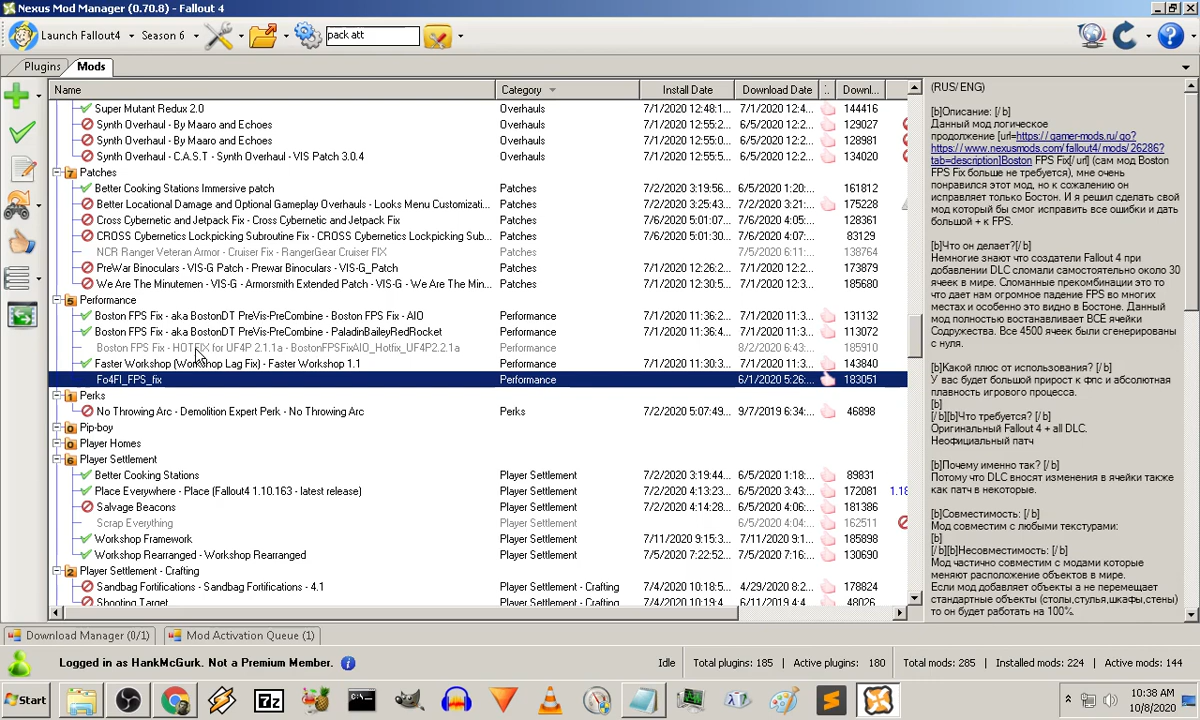 Nexus Mod Manager (0.70.8) - Fallout 4
Launch Fallout4
Season 6
pack att
Plugins
Mods
Name
Category
Install Date
Download Date
..
Downl...
Super Mutant Redux 2.0 Overhauls 7/1/2020 12:48:1... 7/1/2020 12:4... 144416
Synth Overhaul - By Maaro and Echoes Overhauls 7/1/2020 12:55:2... 6/5/2020 12:2... 129027
Synth Overhaul - By Maaro and Echoes Overhauls 7/1/2020 12:55:0... 6/5/2020 12:2... 128981
Synth Overhaul - C.A.S.T - Synth Overhaul - VIS Patch 3.0.4 Overhauls 7/1/2020 12:55:5... 6/5/2020 12:2... 134020
7 Patches
Better Cooking Stations Immersive patch Patches 7/2/2020 3:19:56... 6/5/2020 1:20:... 161812
Better Locational Damage and Optional Gameplay Overhauls - Looks Menu Customizati... Patches 7/2/2020 3:25:43... 6/5/2020 3:21:... 175228
Cross Cybernetic and Jetpack Fix - Cross Cybernetic and Jetpack Fix Patches 7/6/2020 5:01:07... 6/7/2020 4:05:... 128361
CROSS Cybernetics Lockpicking Subroutine Fix - CROSS Cybernetics Lockpicking Sub... Patches 7/6/2020 5:01:30... 6/7/2020 4:07:... 83129
NCR Ranger Veteran Armor - Cruiser Fix - RangerGear Cruiser FIX Patches 7/5/2020 6:11:... 138764
PreWar Binoculars - VIS-G Patch - Prewar Binoculars - VIS-G_Patch Patches 7/1/2020 12:26:2... 7/1/2020 12:2... 173879
We Are The Minutemen - VIS-G - Armorsmith Extended Patch - We Are The Min... Patches 7/1/2020 12:30:3... 7/1/2020 12:3... 185680
5 Performance
Boston FPS Fix - aka BostonDT PreVis-PreCombine - Boston FPS Fix - AIO Performance 7/1/2020 11:36:2... 7/1/2020 11:3... 131132
Boston FPS Fix - aka BostonDT PreVis-PreCombine - PaladinBaileyRedRocket Performance 7/1/2020 11:36:4... 7/1/2020 11:3... 113072
Boston FPS Fix - HOTFIX for UF4P 2.1.1a - BostonFPSFixAIO_Hotfix_UF4P2.2.1a Performance 8/2/2020 6:43:... 185910
Faster Workshop (Workshop Lag Fix) - Faster Workshop 1.1 Performance 7/1/2020 11:30:3... 7/1/2020 11:3... 143840
Fo4FI_FPS_fix Performance 6/1/2020 5:26:... 183051
1 Perks
No Throwing Arc - Demolition Expert Perk - No Throwing Arc Perks 7/2/2020 5:07:49... 9/7/2019 6:34:... 46898
0 Pip-boy
0 Player Homes
6 Player Settlement
Better Cooking Stations Player Settlement 7/2/2020 3:19:44... 6/5/2020 1:18:... 89831
Place Everywhere - Place (Fallout4 1.10.163 - latest release) Player Settlement 7/2/2020 4:13:23... 6/5/2020 3:43:... 172081 1.18
Salvage Beacons Player Settlement 7/2/2020 4:14:28... 6/5/2020 4:06:... 181386
Scrap Everything Player Settlement 6/5/2020 4:04:... 162511
Workshop Framework Player Settlement 7/11/2020 9:15:3... 7/11/2020 9:1... 185898
Workshop Rearranged - Workshop Rearranged Player Settlement 7/5/2020 7:22:52... 7/5/2020 7:16:... 130690
2 Player Settlement - Crafting
Sandbag Fortifications - Sandbag Fortifications - 4.1 Player Settlement - Crafting 7/4/2020 10:18:5... 4/29/2020 8:2... 178824
Shooting Target Player Settlement - Crafting 7/4/2020 10:19:4... 6/11/2019 4:... 48026
(RUS/ENG)
[b]Описание: [/b]
Данный мод логическое
продолжение [url=https://gamer-mods.ru/go?
https://www.nexusmods.com/fallout4/mods/26286?
tab=description]Boston FPS Fix[/url] (сам мод Boston
FPS Fix больше не требуется), мне очень
понравился этот мод, но к сожалению он
исправляет только Бостон. И я решил сделать свой
мод который бы смог исправить все ошибки и дать
большой + к FPS.
[b]Что он делает?[/b]
Немногие знают что создатели Fallout 4 при
добавлении DLC сломали самостоятельно около 30
ячеек в мире. Сломанные прекомбинации это то
что дает нам огромное падение FPS во многих
местах и особенно это видно в Бостоне. Данный
мод полностью востанавливает ВСЕ ячейки
Содружества. Все 4500 ячеек были сгенерированы
с нуля.
[b]Какой плюс от использования? [/b]
У вас будет большой прирост к фпс и абсолютная
плавность игрового процесса.
[b]
[/b][b]Что требуется? [/b]
Оригинальный Fallout 4 + all DLC.
Неофициальный патч
[b]Почему именно так? [/b]
Потому что DLC вносят изменения в ячейки также
как патч в некоторые.
[b]Совместимость: [/b]
Мод совместим с любыми текстурами:
[b]
[/b][b]Несовместимость: [/b]
Мод частично совместим с модами которые
меняют расположение объектов в мире.
Если мод добавляет объекты а не перемещает
стандартные объекты (столы,стулья,шкафы,стены)
то он будет работать на 100%.
Download Manager (0/1)
Mod Activation Queue (1)
Logged in as HankMcGurk. Not a Premium Member.
Idle
Total plugins: 185
Active plugins: 180
Total mods: 285
Installed mods: 224
Active mods: 144
Start
10:38 AM
10/8/2020